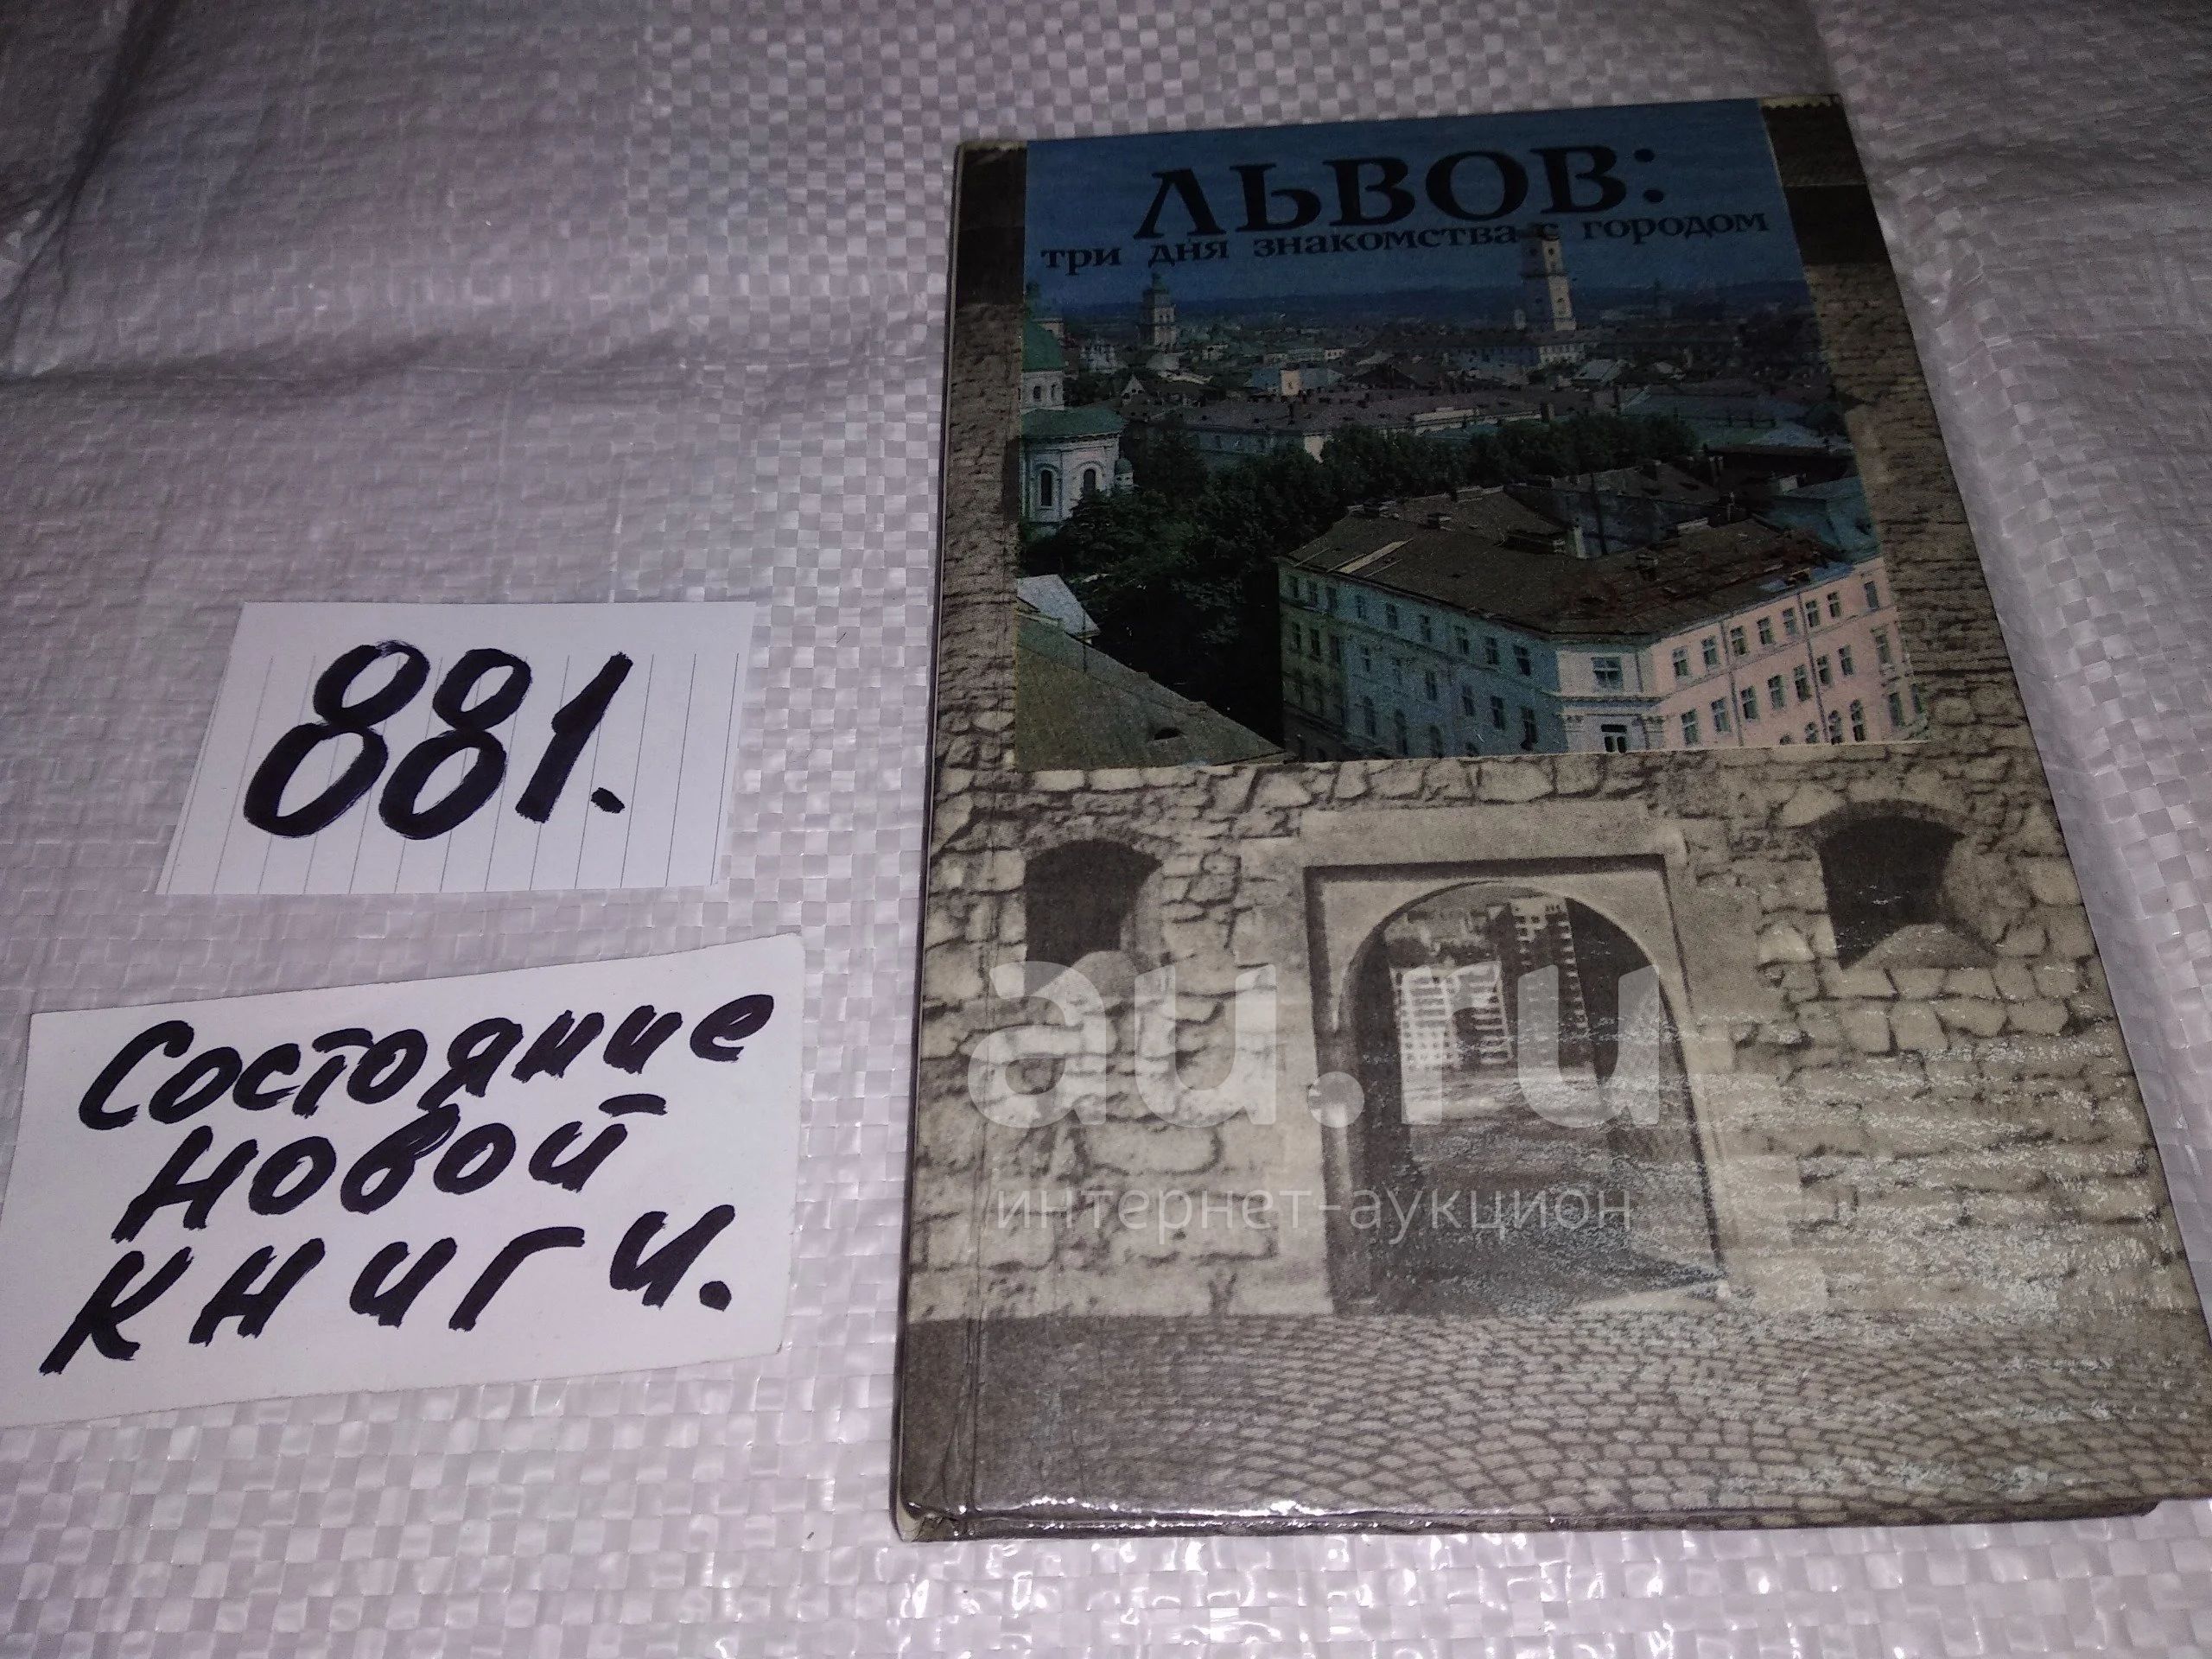 ЛЬВОВ:
три дня знакомства с городом
881.
Состояние
новой
книги.
au.ru
интернет-аукцион